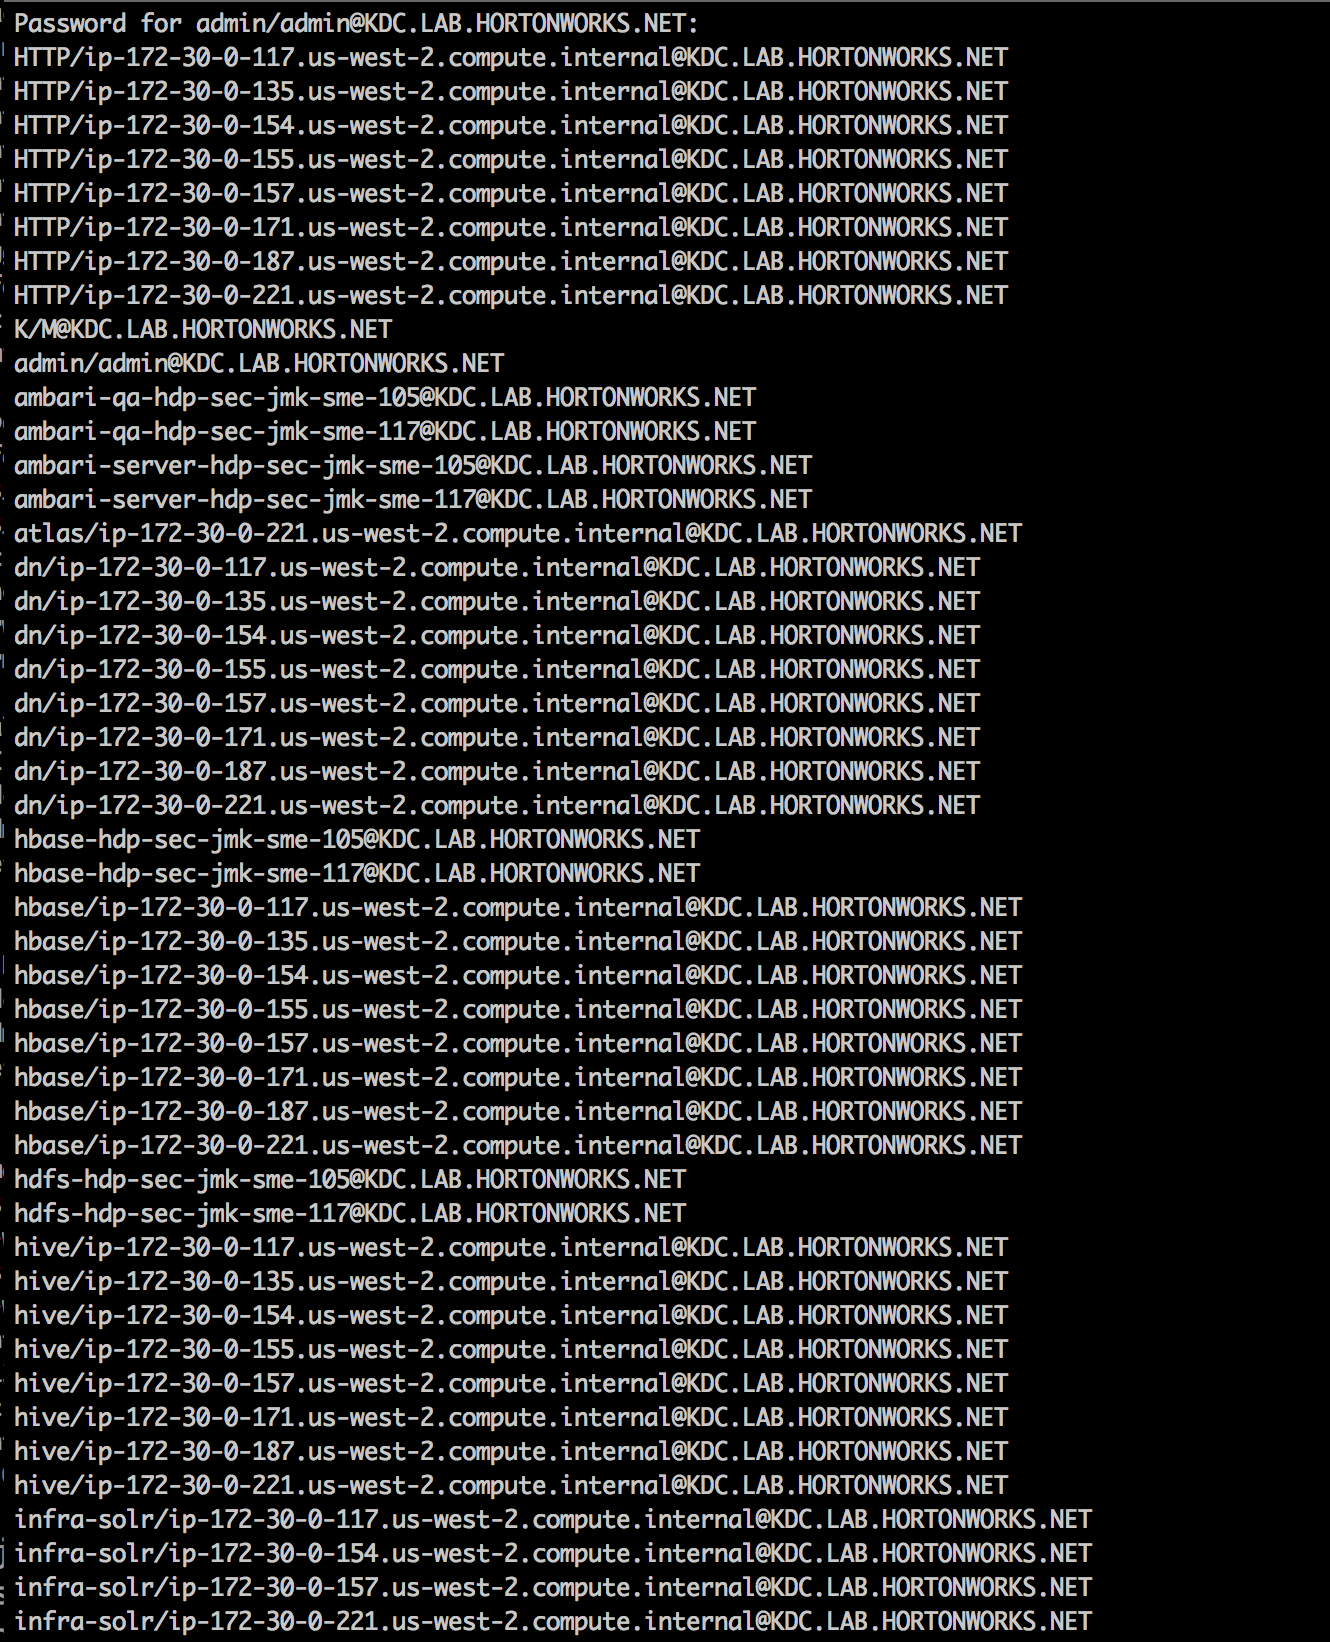 Password for admin/admin@KDC.LAB.HORTONWORKS.NET:
HTTP/ip-172-30-0-117.us-west-2.compute.internal@KDC.LAB.HORTONWORKS.NET
HTTP/ip-172-30-0-135.us-west-2.compute.internal@KDC.LAB.HORTONWORKS.NET
HTTP/ip-172-30-0-154.us-west-2.compute.internal@KDC.LAB.HORTONWORKS.NET
HTTP/ip-172-30-0-155.us-west-2.compute.internal@KDC.LAB.HORTONWORKS.NET
HTTP/ip-172-30-0-157.us-west-2.compute.internal@KDC.LAB.HORTONWORKS.NET
HTTP/ip-172-30-0-171.us-west-2.compute.internal@KDC.LAB.HORTONWORKS.NET
HTTP/ip-172-30-0-187.us-west-2.compute.internal@KDC.LAB.HORTONWORKS.NET
HTTP/ip-172-30-0-221.us-west-2.compute.internal@KDC.LAB.HORTONWORKS.NET
K/M@KDC.LAB.HORTONWORKS.NET
admin/admin@KDC.LAB.HORTONWORKS.NET
ambari-qa-hdp-sec-jmk-sme-105@KDC.LAB.HORTONWORKS.NET
ambari-qa-hdp-sec-jmk-sme-117@KDC.LAB.HORTONWORKS.NET
ambari-server-hdp-sec-jmk-sme-105@KDC.LAB.HORTONWORKS.NET
ambari-server-hdp-sec-jmk-sme-117@KDC.LAB.HORTONWORKS.NET
atlas/ip-172-30-0-221.us-west-2.compute.internal@KDC.LAB.HORTONWORKS.NET
dn/ip-172-30-0-117.us-west-2.compute.internal@KDC.LAB.HORTONWORKS.NET
dn/ip-172-30-0-135.us-west-2.compute.internal@KDC.LAB.HORTONWORKS.NET
dn/ip-172-30-0-154.us-west-2.compute.internal@KDC.LAB.HORTONWORKS.NET
dn/ip-172-30-0-155.us-west-2.compute.internal@KDC.LAB.HORTONWORKS.NET
dn/ip-172-30-0-157.us-west-2.compute.internal@KDC.LAB.HORTONWORKS.NET
dn/ip-172-30-0-171.us-west-2.compute.internal@KDC.LAB.HORTONWORKS.NET
dn/ip-172-30-0-187.us-west-2.compute.internal@KDC.LAB.HORTONWORKS.NET
dn/ip-172-30-0-221.us-west-2.compute.internal@KDC.LAB.HORTONWORKS.NET
hbase-hdp-sec-jmk-sme-105@KDC.LAB.HORTONWORKS.NET
hbase-hdp-sec-jmk-sme-117@KDC.LAB.HORTONWORKS.NET
hbase/ip-172-30-0-117.us-west-2.compute.internal@KDC.LAB.HORTONWORKS.NET
hbase/ip-172-30-0-135.us-west-2.compute.internal@KDC.LAB.HORTONWORKS.NET
hbase/ip-172-30-0-154.us-west-2.compute.internal@KDC.LAB.HORTONWORKS.NET
hbase/ip-172-30-0-155.us-west-2.compute.internal@KDC.LAB.HORTONWORKS.NET
hbase/ip-172-30-0-157.us-west-2.compute.internal@KDC.LAB.HORTONWORKS.NET
hbase/ip-172-30-0-171.us-west-2.compute.internal@KDC.LAB.HORTONWORKS.NET
hbase/ip-172-30-0-187.us-west-2.compute.internal@KDC.LAB.HORTONWORKS.NET
hbase/ip-172-30-0-221.us-west-2.compute.internal@KDC.LAB.HORTONWORKS.NET
hdfs-hdp-sec-jmk-sme-105@KDC.LAB.HORTONWORKS.NET
hdfs-hdp-sec-jmk-sme-117@KDC.LAB.HORTONWORKS.NET
hive/ip-172-30-0-117.us-west-2.compute.internal@KDC.LAB.HORTONWORKS.NET
hive/ip-172-30-0-135.us-west-2.compute.internal@KDC.LAB.HORTONWORKS.NET
hive/ip-172-30-0-154.us-west-2.compute.internal@KDC.LAB.HORTONWORKS.NET
hive/ip-172-30-0-155.us-west-2.compute.internal@KDC.LAB.HORTONWORKS.NET
hive/ip-172-30-0-157.us-west-2.compute.internal@KDC.LAB.HORTONWORKS.NET
hive/ip-172-30-0-171.us-west-2.compute.internal@KDC.LAB.HORTONWORKS.NET
hive/ip-172-30-0-187.us-west-2.compute.internal@KDC.LAB.HORTONWORKS.NET
hive/ip-172-30-0-221.us-west-2.compute.internal@KDC.LAB.HORTONWORKS.NET
infra-solr/ip-172-30-0-117.us-west-2.compute.internal@KDC.LAB.HORTONWORKS.NET
infra-solr/ip-172-30-0-154.us-west-2.compute.internal@KDC.LAB.HORTONWORKS.NET
infra-solr/ip-172-30-0-157.us-west-2.compute.internal@KDC.LAB.HORTONWORKS.NET
infra-solr/ip-172-30-0-221.us-west-2.compute.internal@KDC.LAB.HORTONWORKS.NET